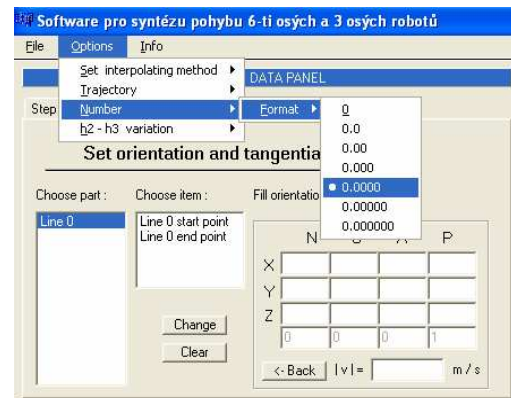 Software pro syntézu pohybu 6-ti osých a 3 osých robotů
File Options Info
Set interpolating method
Trajectory
Number
h2 - h3 variation
Format
0
0.0
0.00
0.000
0.0000
0.00000
0.000000
DATA PANEL
Step
Set orientation and tangentia
Choose part : Choose item : Fill orientatio
Line 0
Line 0 start point
Line 0 end point
Change
Clear
N P
X
Y
Z
0 0 0 1
<- Back |v|= m / s